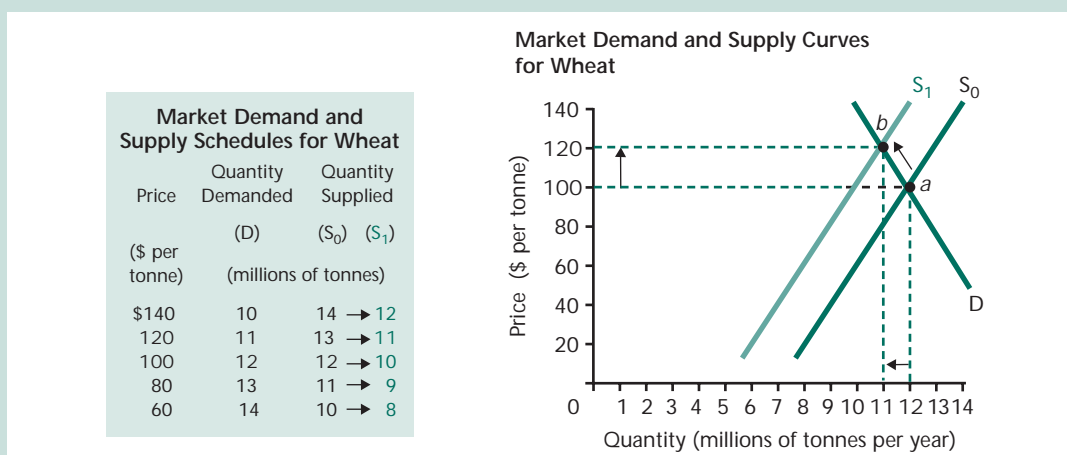 Market Demand and
Supply Schedules for Wheat
Quantity Quantity
Price Demanded Supplied
(D) (S₀) (S₁)
($ per
tonne) (millions of tonnes)
$140 10 14 → 12
120 11 13 → 11
100 12 12 → 10
80 13 11 → 9
60 14 10 → 8
Market Demand and Supply Curves
for Wheat
S₁ S₀
140
b
120
100
a
80
60
40
D
20
Price ($ per tonne)
0 1 2 3 4 5 6 7 8 9 10 11 12 13 14
Quantity (millions of tonnes per year)